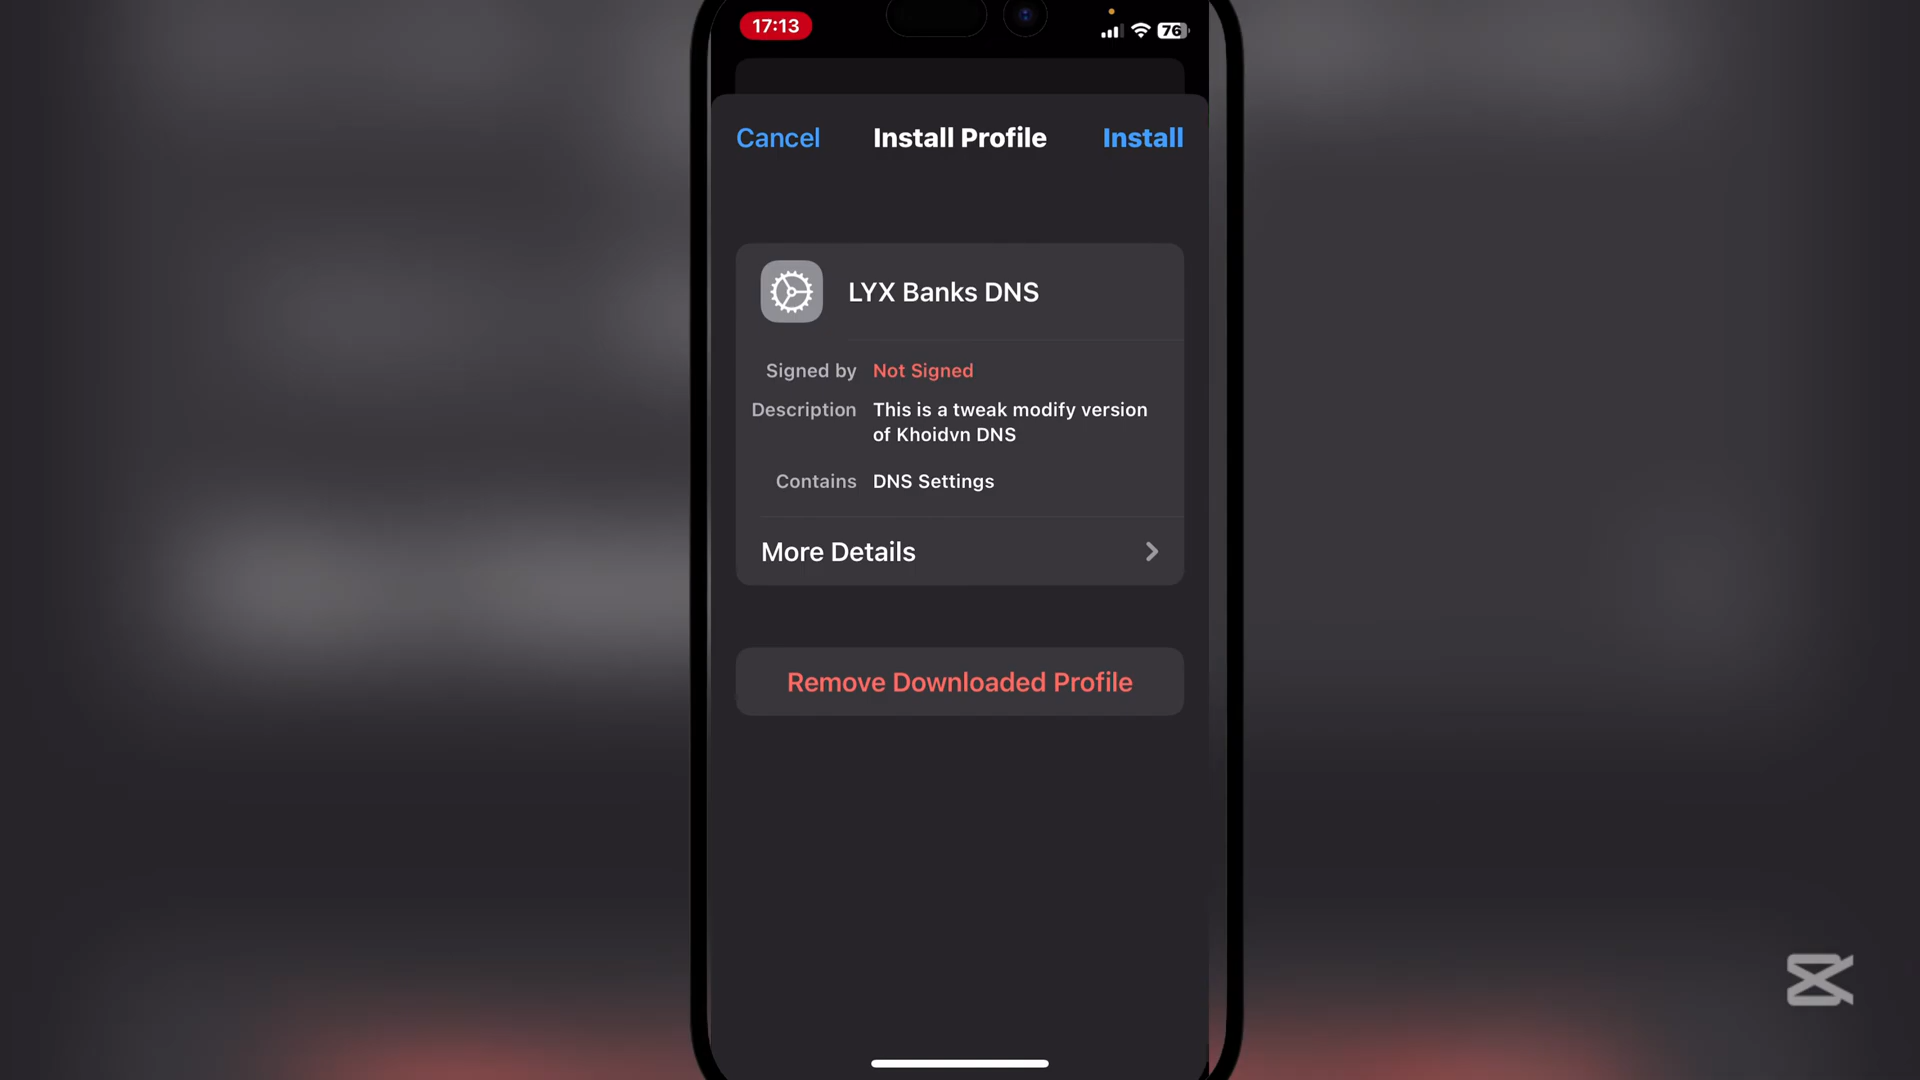 17:13
76
Cancel
Install Profile
Install
LYX Banks DNS
Signed by
Not Signed
Description
This is a tweak modify version
of Khoidvn DNS
Contains
DNS Settings
More Details
Remove Downloaded Profile